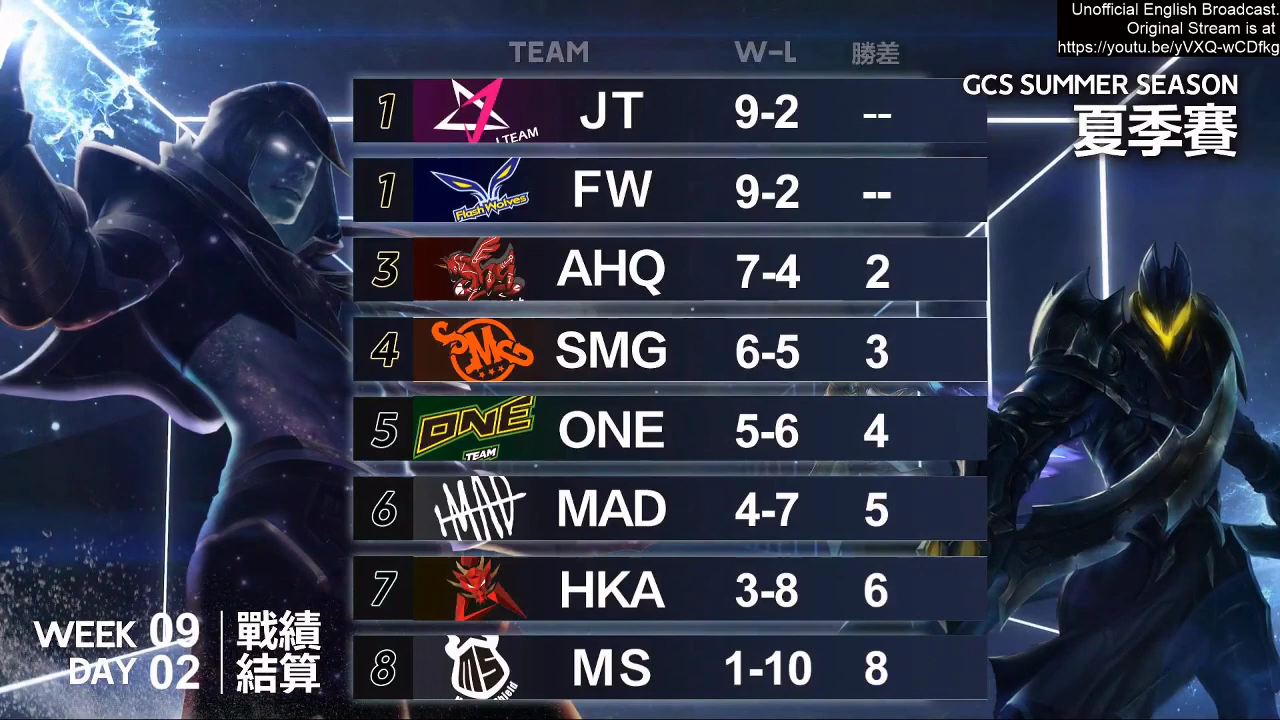 Unofficial English Broadcast.
Original Stream is at
https://youtu.be/yVXQ-wCDfkg
GCS SUMMER SEASON
夏季賽
TEAM W-L 勝差
1 TEAM JT 9-2 --
1 Flash Wolves FW 9-2 --
3 AHQ 7-4 2
4 SMG SMG 6-5 3
5 ONE TEAM ONE 5-6 4
6 MAD MAD 4-7 5
7 HKA 3-8 6
8 MS MS 1-10 8
WEEK 09
DAY 02
戰績
結算